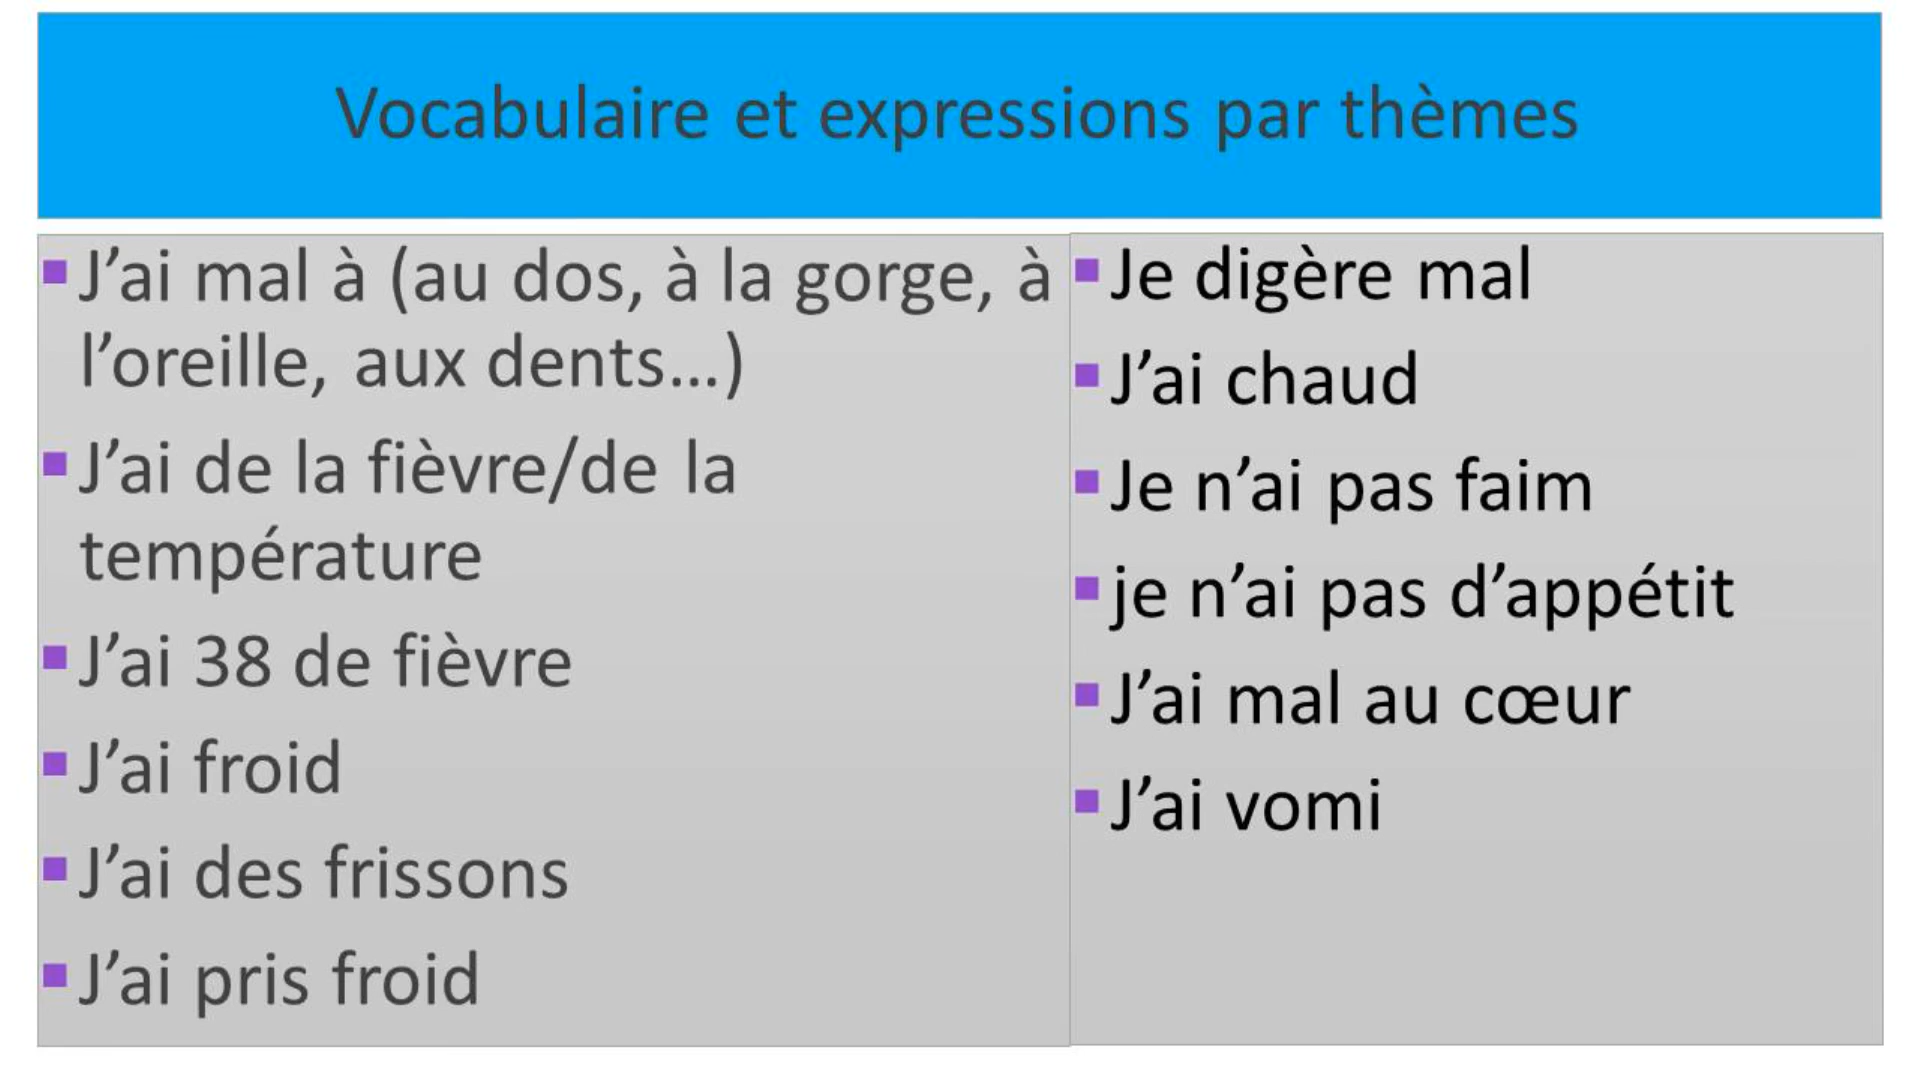 Vocabulaire et expressions par thèmes
J’ai mal à (au dos, à la gorge, à
l’oreille, aux dents…)
J’ai de la fièvre/de la
température
J’ai 38 de fièvre
J’ai froid
J’ai des frissons
J’ai pris froid
Je digère mal
J’ai chaud
Je n’ai pas faim
je n’ai pas d’appétit
J’ai mal au cœur
J’ai vomi